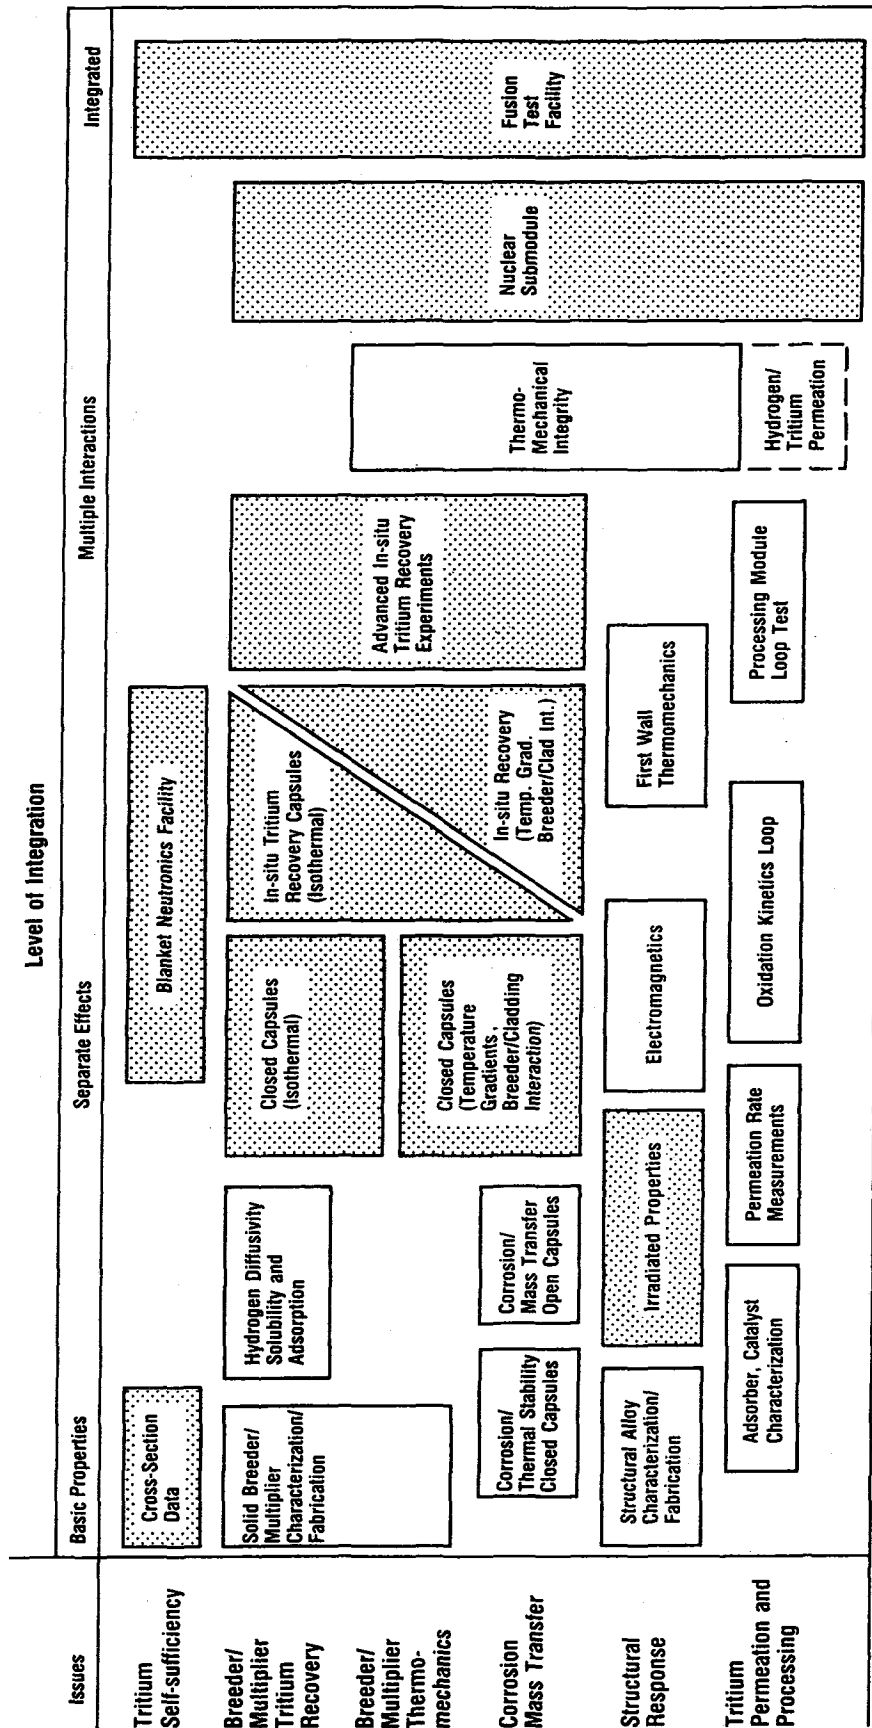 Level of Integration
Issues
Basic Properties
Separate Effects
Multiple Interactions
Integrated
Tritium
Self-sufficiency
Cross-Section
Data
Blanket Neutronics Facility
Fusion
Test
Facility
Breeder/
Multiplier
Tritium
Recovery
Solid Breeder/
Multiplier
Characterization/
Fabrication
Hydrogen Diffusivity
Solubility and
Adsorption
Closed Capsules
(Isothermal)
In-situ Tritium
Recovery Capsules
(Isothermal)
Advanced In-situ
Tritium Recovery
Experiments
Nuclear
Submodule
Breeder/
Multiplier
Thermo-
mechanics
Closed Capsules
(Temperature
Gradients,
Breeder/Cladding
Interaction)
In-situ Recovery
(Temp. Grad.
Breeder/Clad Int.)
Thermo-
Mechanical
Integrity
Corrosion
Mass Transfer
Corrosion/
Thermal Stability
Closed Capsules
Corrosion/
Mass Transfer
Open Capsules
Structural
Response
Structural Alloy
Characterization/
Fabrication
Irradiated Properties
Electromagnetics
First Wall
Thermomechanics
Tritium
Permeation and
Processing
Adsorber, Catalyst
Characterization
Permeation Rate
Measurements
Oxidation Kinetics Loop
Processing Module
Loop Test
Hydrogen/
Tritium
Permeation